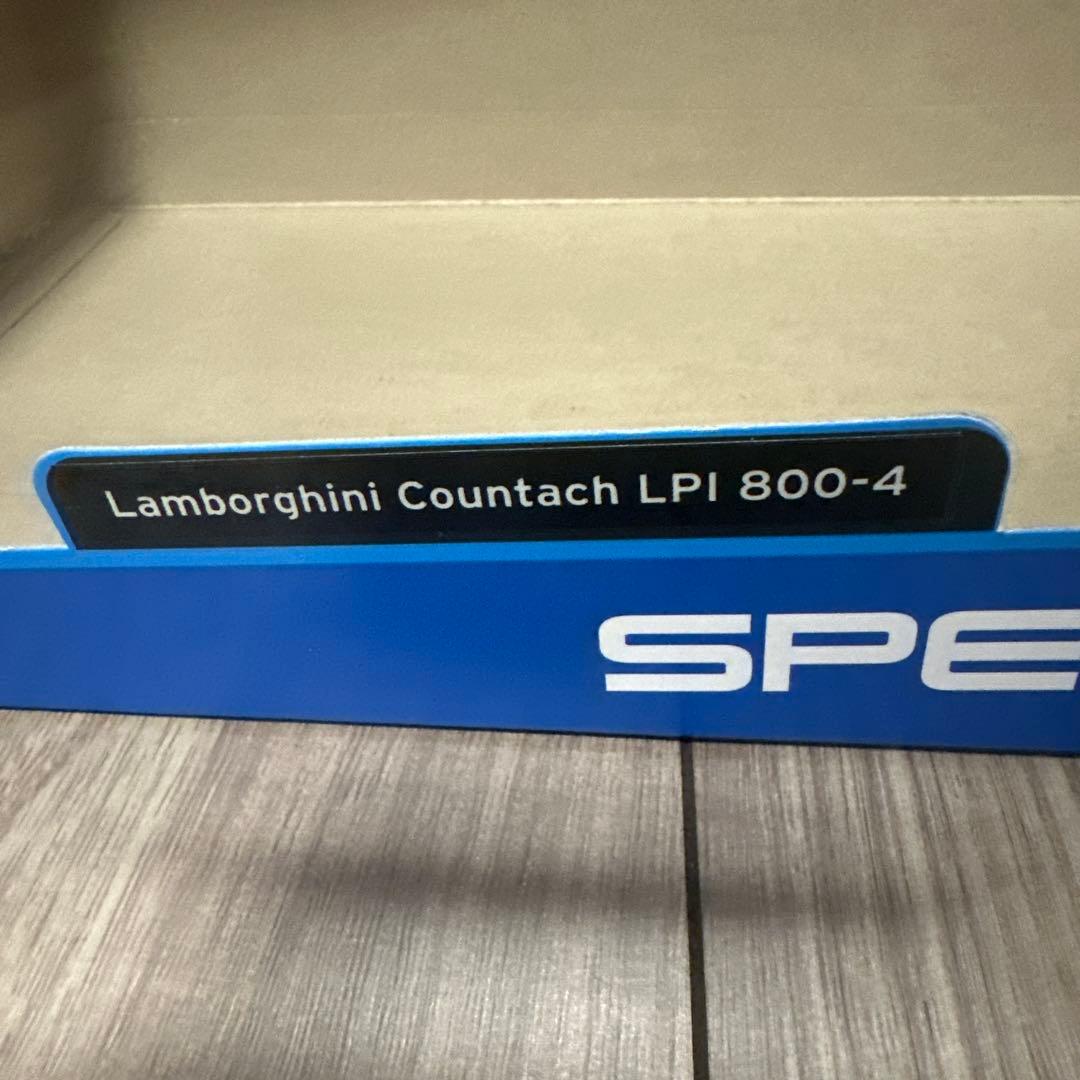 Lamborghini Countach LPI 800-4
SPE